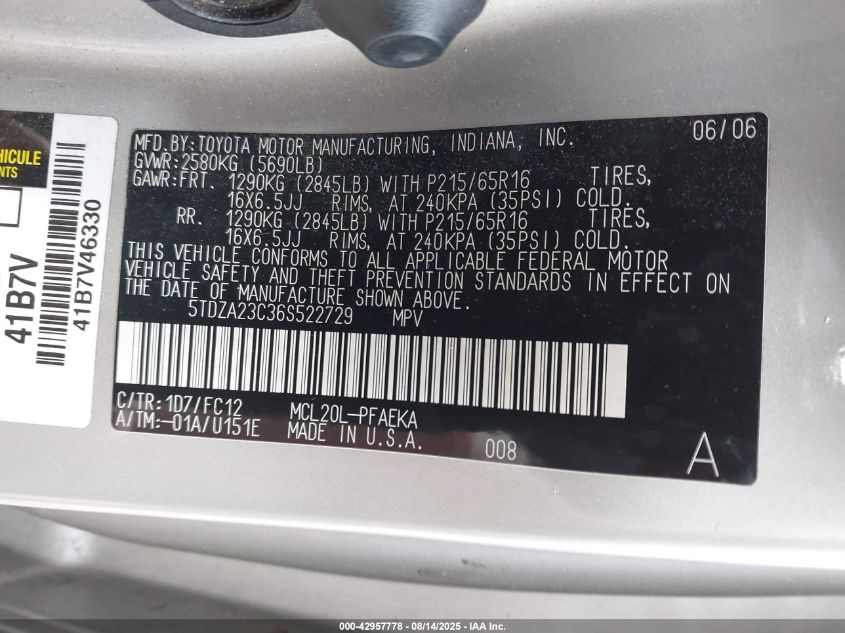 HICULE
NTS
41B7V
41B7V46330
MFD.BY:TOYOTA MOTOR MANUFACTURING, INDIANA, INC. 06/06
GVWR:2580KG (5690LB)
GAWR:FRT. 1290KG (2845LB) WITH P215/65R16 TIRES,
16X6.5JJ RIMS, AT 240KPA (35PSI) COLD.
RR. 1290KG (2845LB) WITH P215/65R16 TIRES,
16X6.5JJ RIMS, AT 240KPA (35PSI) COLD.
THIS VEHICLE CONFORMS TO ALL APPLICABLE FEDERAL MOTOR
VEHICLE SAFETY AND THEFT PREVENTION STANDARDS IN EFFECT ON
THE DATE OF MANUFACTURE SHOWN ABOVE.
5TDZA23C36S522729 MPV
C/TR:1D7/FC12 MCL20L-PFAEKA
A/TM:-01A/U151E MADE IN U.S.A. 008 A
000-42957778 - 08/14/2025 - IAA Inc.